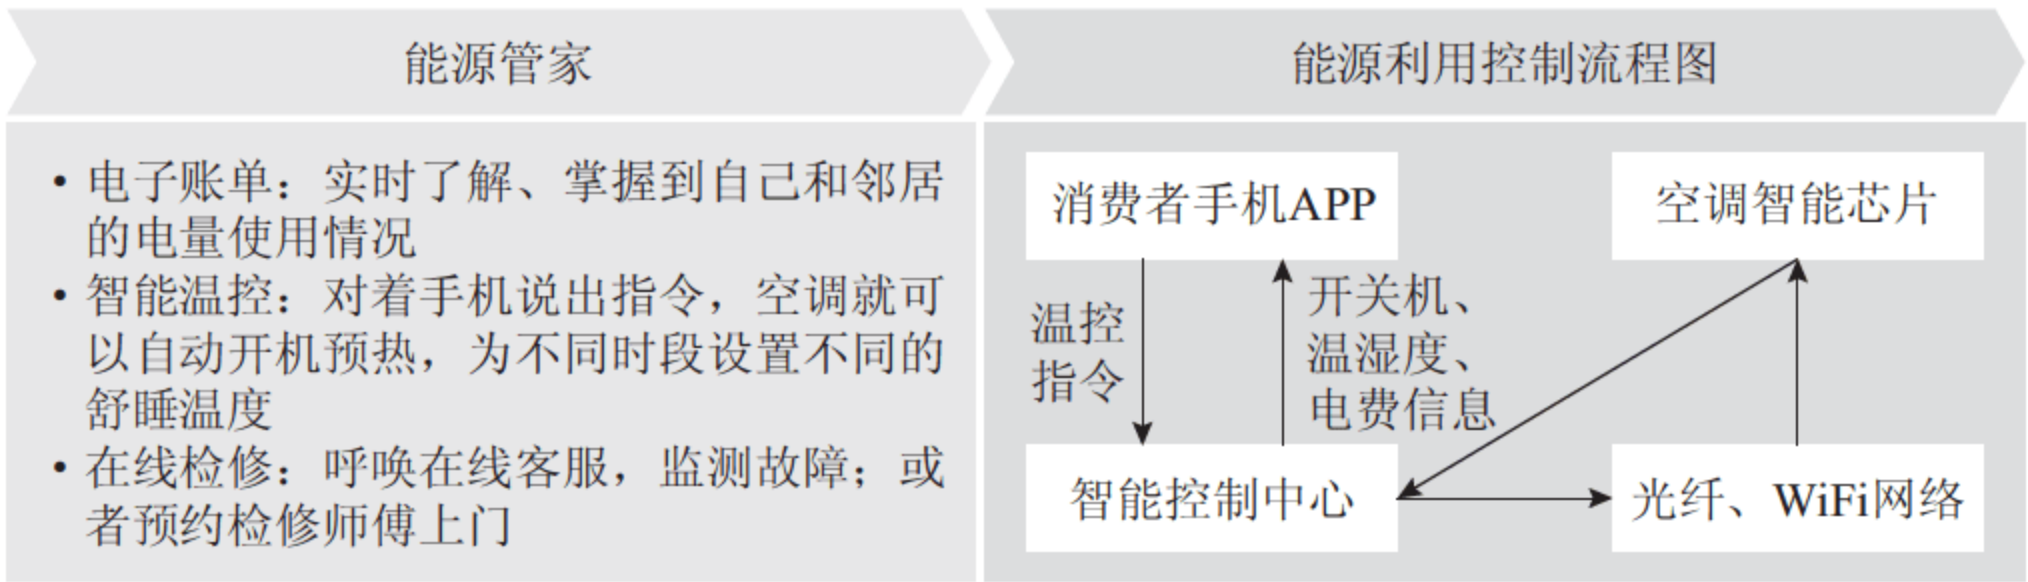 能源管家
• 电子账单：实时了解、掌握到自己和邻居
的电量使用情况
• 智能温控：对着手机说出指令，空调就可
以自动开机预热，为不同时段设置不同的
舒睡温度
• 在线检修：呼唤在线客服，监测故障；或
者预约检修师傅上门
能源利用控制流程图
消费者手机APP
空调智能芯片
温控
指令
开关机、
温湿度、
电费信息
智能控制中心
光纤、WiFi网络